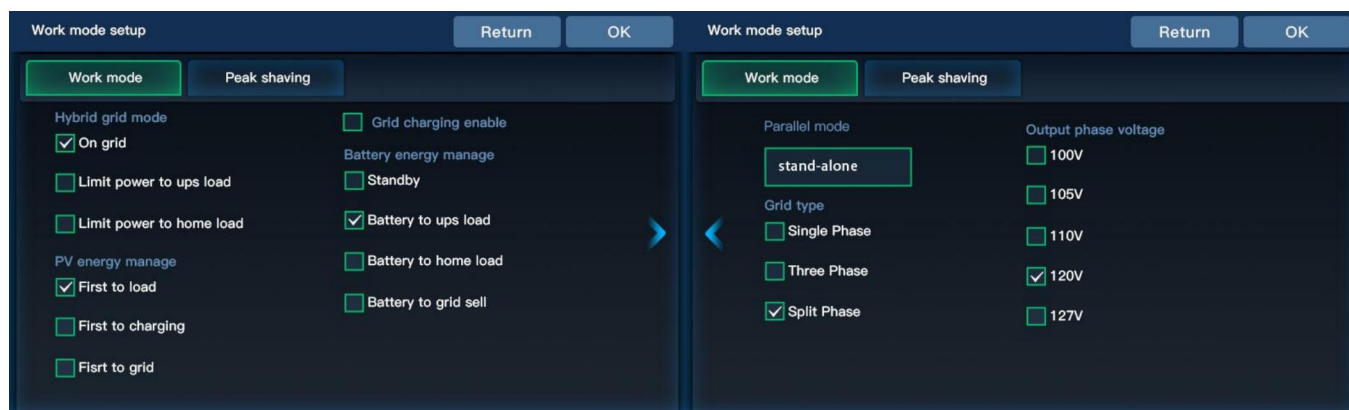 Work mode setup
Return
OK
Work mode
Peak shaving
Hybrid grid mode
On grid
Limit power to ups load
Limit power to home load
PV energy manage
First to load
First to charging
Fisrt to grid
Grid charging enable
Battery energy manage
Standby
Battery to ups load
Battery to home load
Battery to grid sell
Work mode setup
Return
OK
Work mode
Peak shaving
Parallel mode
stand-alone
Grid type
Single Phase
Three Phase
Split Phase
Output phase voltage
100V
105V
110V
120V
127V